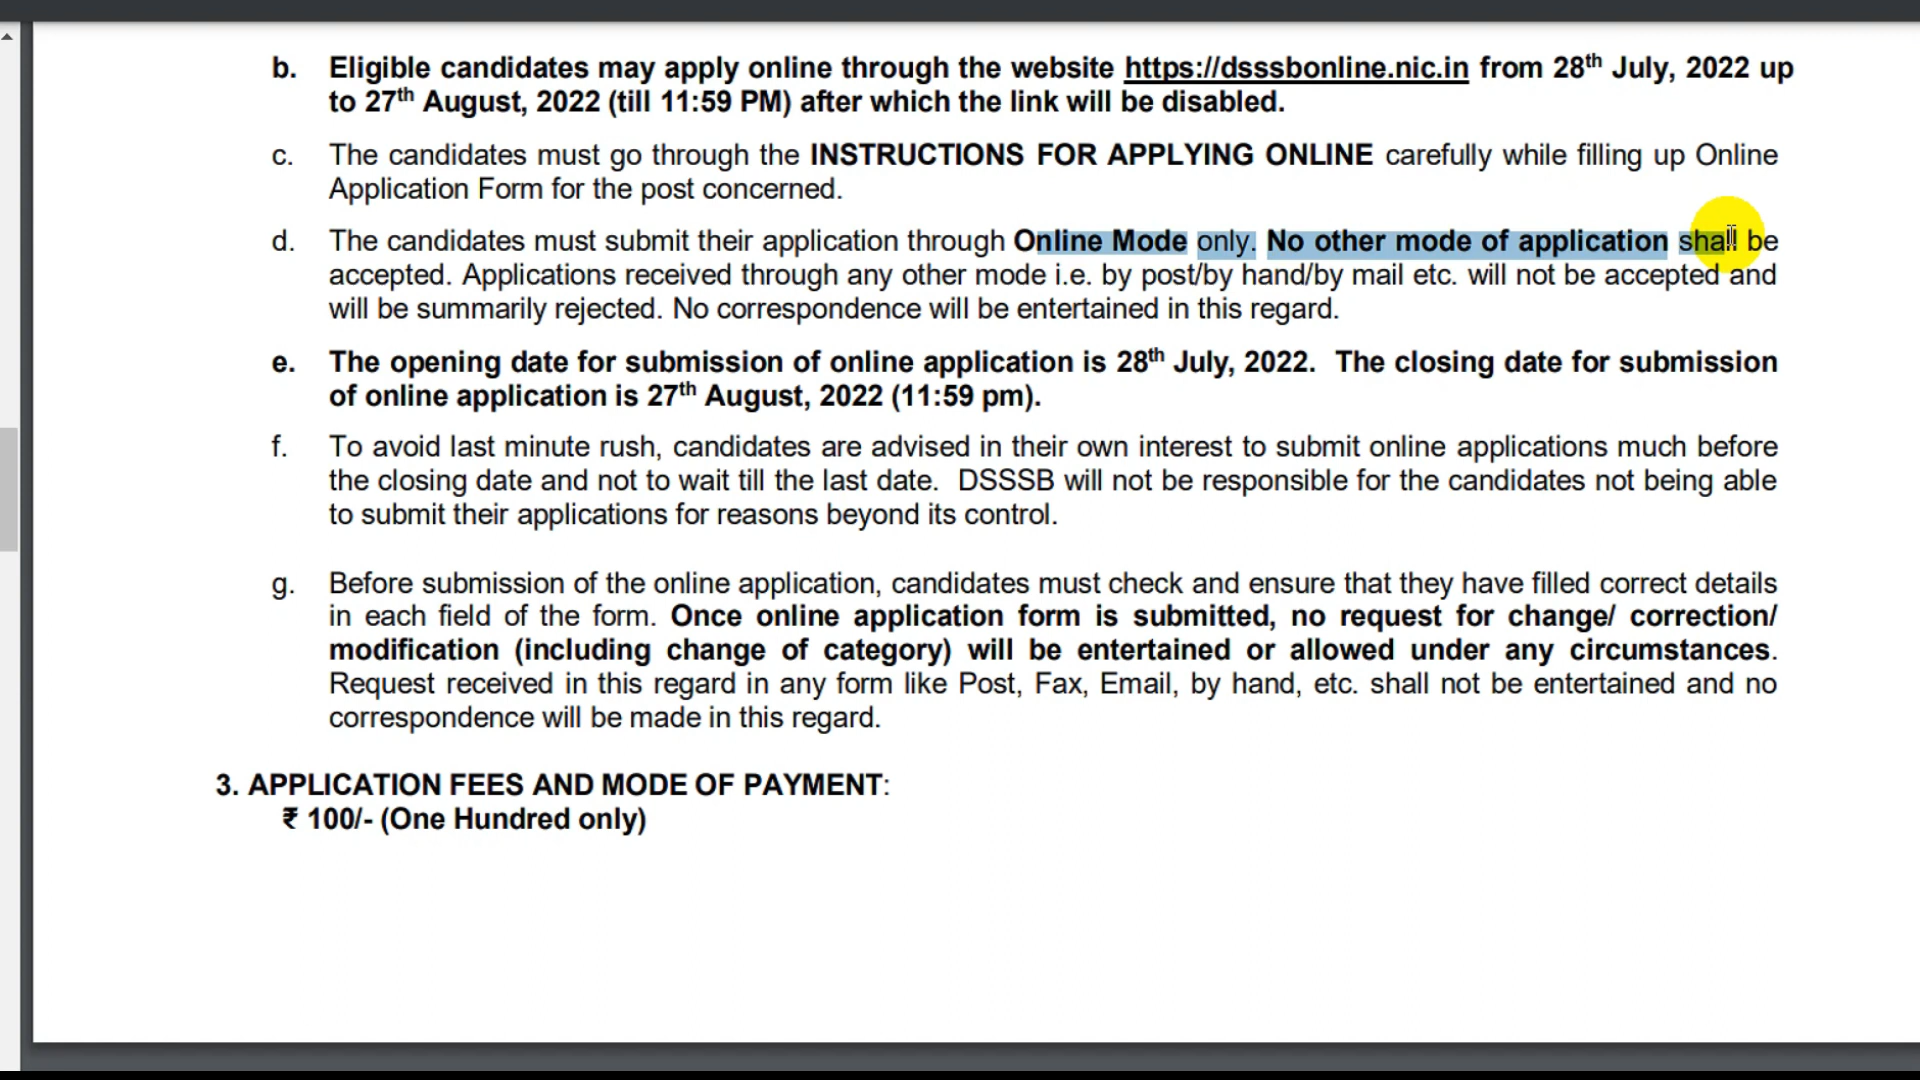 b. Eligible candidates may apply online through the website https://dsssbonline.nic.in from 28th July, 2022 up
to 27th August, 2022 (till 11:59 PM) after which the link will be disabled.
c. The candidates must go through the INSTRUCTIONS FOR APPLYING ONLINE carefully while filling up Online
Application Form for the post concerned.
d. The candidates must submit their application through Online Mode only. No other mode of application shall be
accepted. Applications received through any other mode i.e. by post/by hand/by mail etc. will not be accepted and
will be summarily rejected. No correspondence will be entertained in this regard.
e. The opening date for submission of online application is 28th July, 2022. The closing date for submission
of online application is 27th August, 2022 (11:59 pm).
f. To avoid last minute rush, candidates are advised in their own interest to submit online applications much before
the closing date and not to wait till the last date. DSSSB will not be responsible for the candidates not being able
to submit their applications for reasons beyond its control.
g. Before submission of the online application, candidates must check and ensure that they have filled correct details
in each field of the form. Once online application form is submitted, no request for change/ correction/
modification (including change of category) will be entertained or allowed under any circumstances.
Request received in this regard in any form like Post, Fax, Email, by hand, etc. shall not be entertained and no
correspondence will be made in this regard.
3. APPLICATION FEES AND MODE OF PAYMENT:
₹ 100/- (One Hundred only)